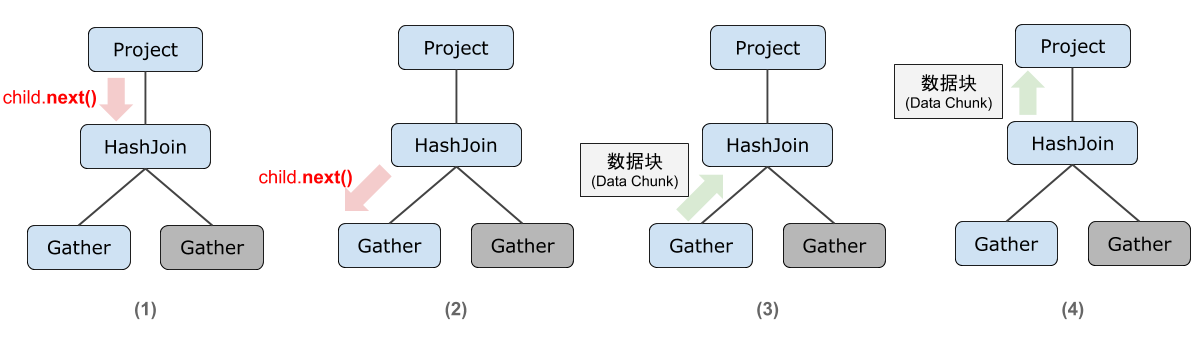 Project
child.next()
HashJoin
Gather
Gather
(1)
Project
HashJoin
child.next()
Gather
Gather
(2)
Project
HashJoin
数据块
(Data Chunk)
Gather
Gather
(3)
Project
数据块
(Data Chunk)
HashJoin
Gather
Gather
(4)